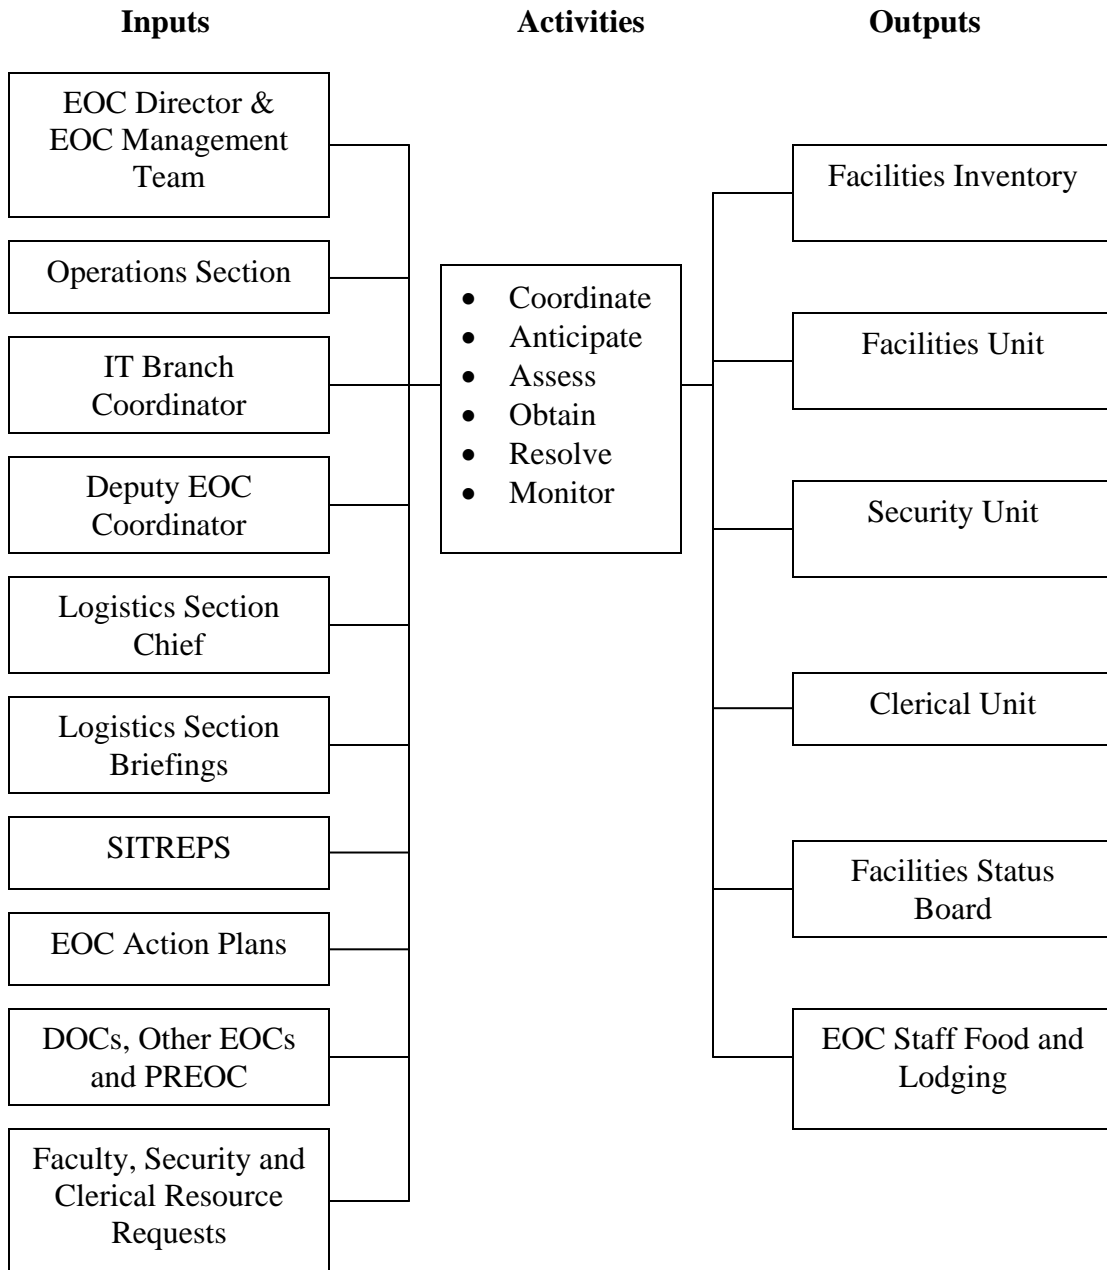 Inputs
Activities
Outputs
EOC Director &
EOC Management
Team
Operations Section
IT Branch
Coordinator
Deputy EOC
Coordinator
Logistics Section
Chief
Logistics Section
Briefings
SITREPS
EOC Action Plans
DOCs, Other EOCs
and PREOC
Faculty, Security and
Clerical Resource
Requests
• Coordinate
• Anticipate
• Assess
• Obtain
• Resolve
• Monitor
Facilities Inventory
Facilities Unit
Security Unit
Clerical Unit
Facilities Status
Board
EOC Staff Food and
Lodging